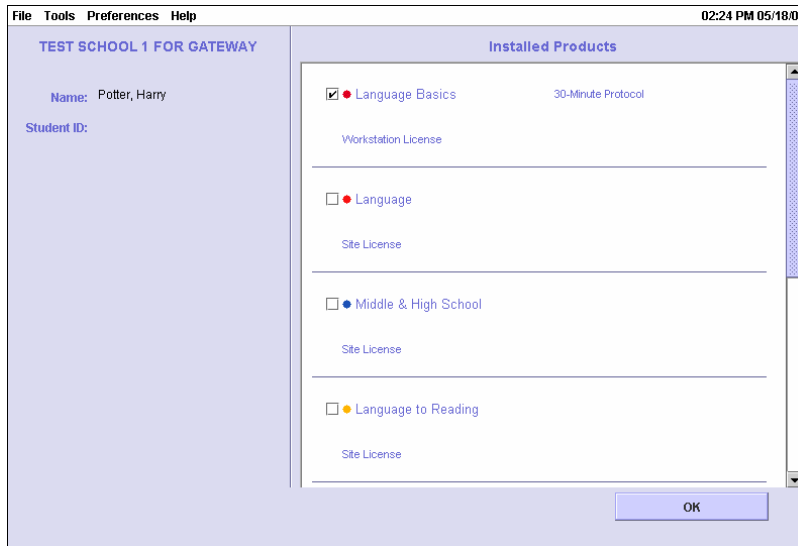 File Tools Preferences Help 02:24 PM 05/18/0
TEST SCHOOL 1 FOR GATEWAY
Name: Potter, Harry
Student ID:
Installed Products
Language Basics 30-Minute Protocol
Workstation License
Language
Site License
Middle & High School
Site License
Language to Reading
Site License
OK